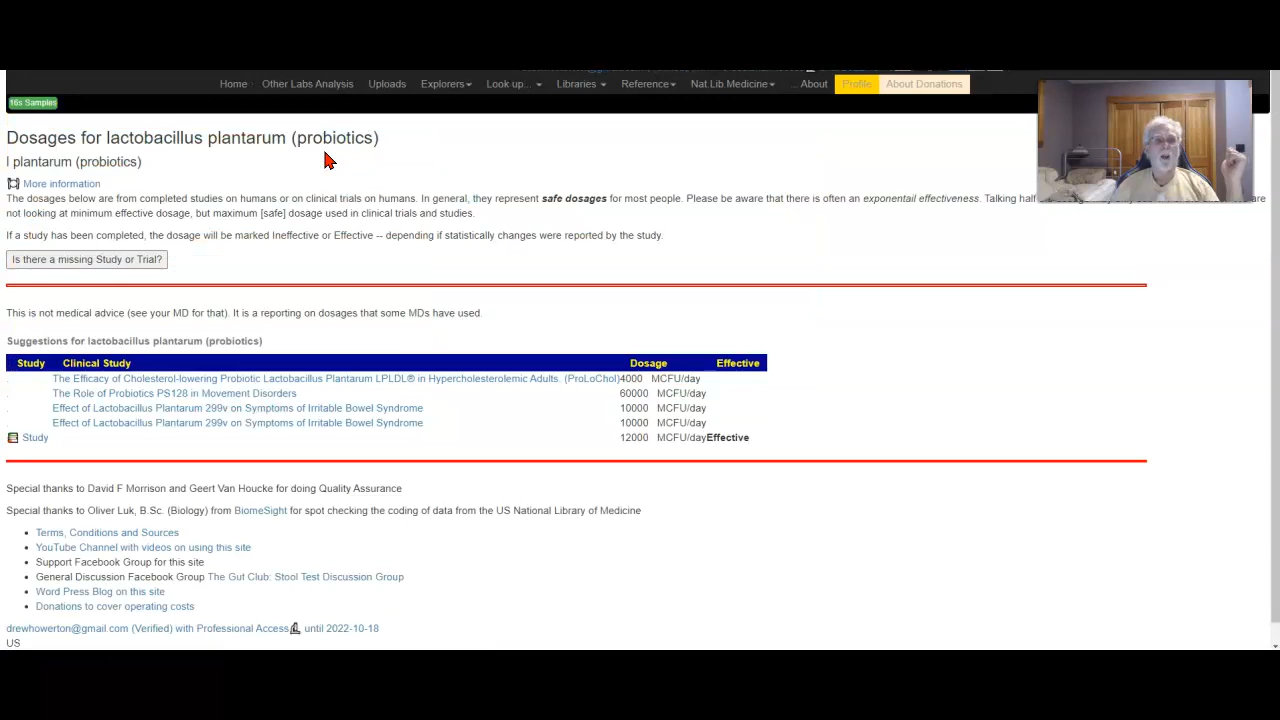 Home Other Labs Analysis Uploads Explorers Look up... Libraries Reference Nat.Lib.Medicine ... About Profile About Donations
16s Samples
Dosages for lactobacillus plantarum (probiotics)
l plantarum (probiotics)
More information
The dosages below are from completed studies on humans or on clinical trials on humans. In general, they represent safe dosages for most people. Please be aware that there is often an exponentail effectiveness. Talking half are
not looking at minimum effective dosage, but maximum [safe] dosage used in clinical trials and studies.
If a study has been completed, the dosage will be marked Ineffective or Effective -- depending if statistically changes were reported by the study.
Is there a missing Study or Trial?
This is not medical advice (see your MD for that). It is a reporting on dosages that some MDs have used.
Suggestions for lactobacillus plantarum (probiotics)
Study Clinical Study Dosage Effective
. The Efficacy of Cholesterol-lowering Probiotic Lactobacillus Plantarum LPLDL® in Hypercholesterolemic Adults. (ProLoChol) 4000 MCFU/day
. The Role of Probiotics PS128 in Movement Disorders 60000 MCFU/day
. Effect of Lactobacillus Plantarum 299v on Symptoms of Irritable Bowel Syndrome 10000 MCFU/day
. Effect of Lactobacillus Plantarum 299v on Symptoms of Irritable Bowel Syndrome 10000 MCFU/day
Study 12000 MCFU/day Effective
Special thanks to David F Morrison and Geert Van Houcke for doing Quality Assurance
Special thanks to Oliver Luk, B.Sc. (Biology) from BiomeSight for spot checking the coding of data from the US National Library of Medicine
• Terms, Conditions and Sources
• YouTube Channel with videos on using this site
• Support Facebook Group for this site
• General Discussion Facebook Group The Gut Club: Stool Test Discussion Group
• Word Press Blog on this site
• Donations to cover operating costs
drewhowerton@gmail.com (Verified) with Professional Access until 2022-10-18
US